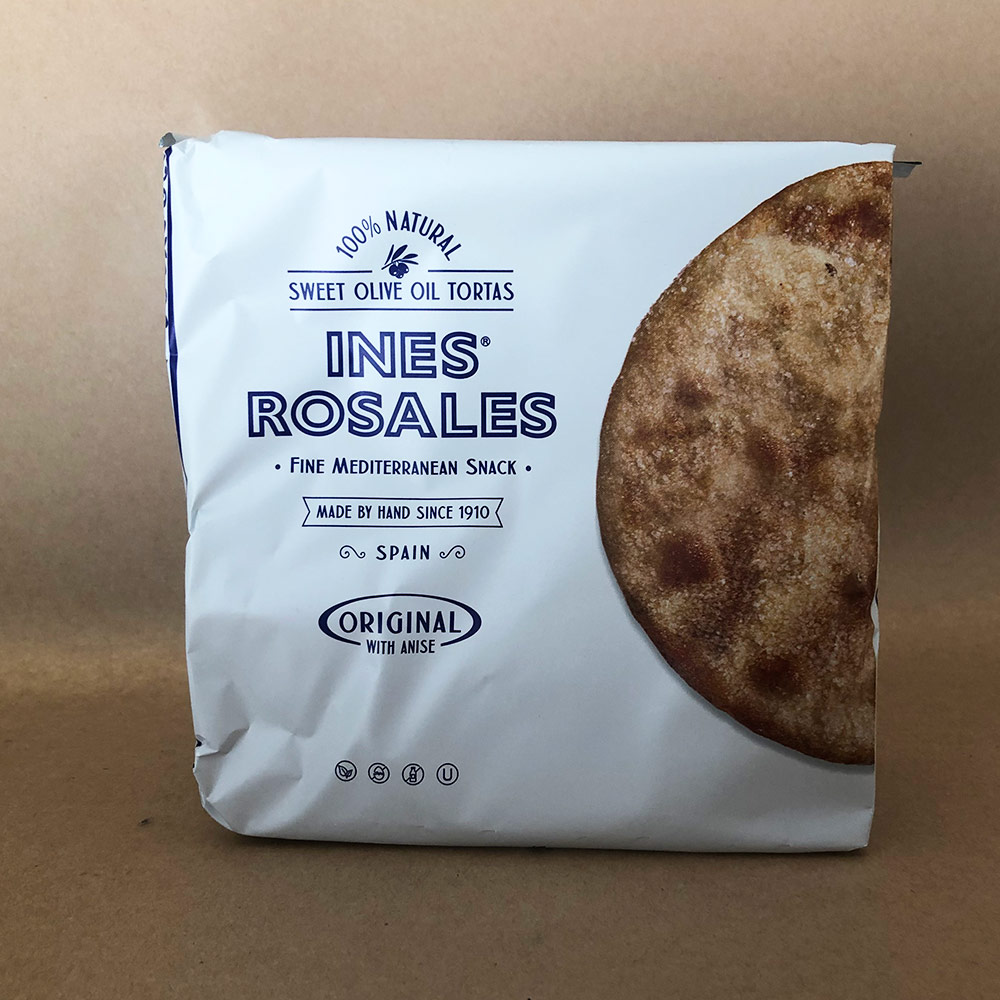 100% NATURAL
SWEET OLIVE OIL TORTAS
INES®
ROSALES
• FINE MEDITERRANEAN SNACK •
MADE BY HAND SINCE 1910
SPAIN
ORIGINAL
WITH ANISE
U